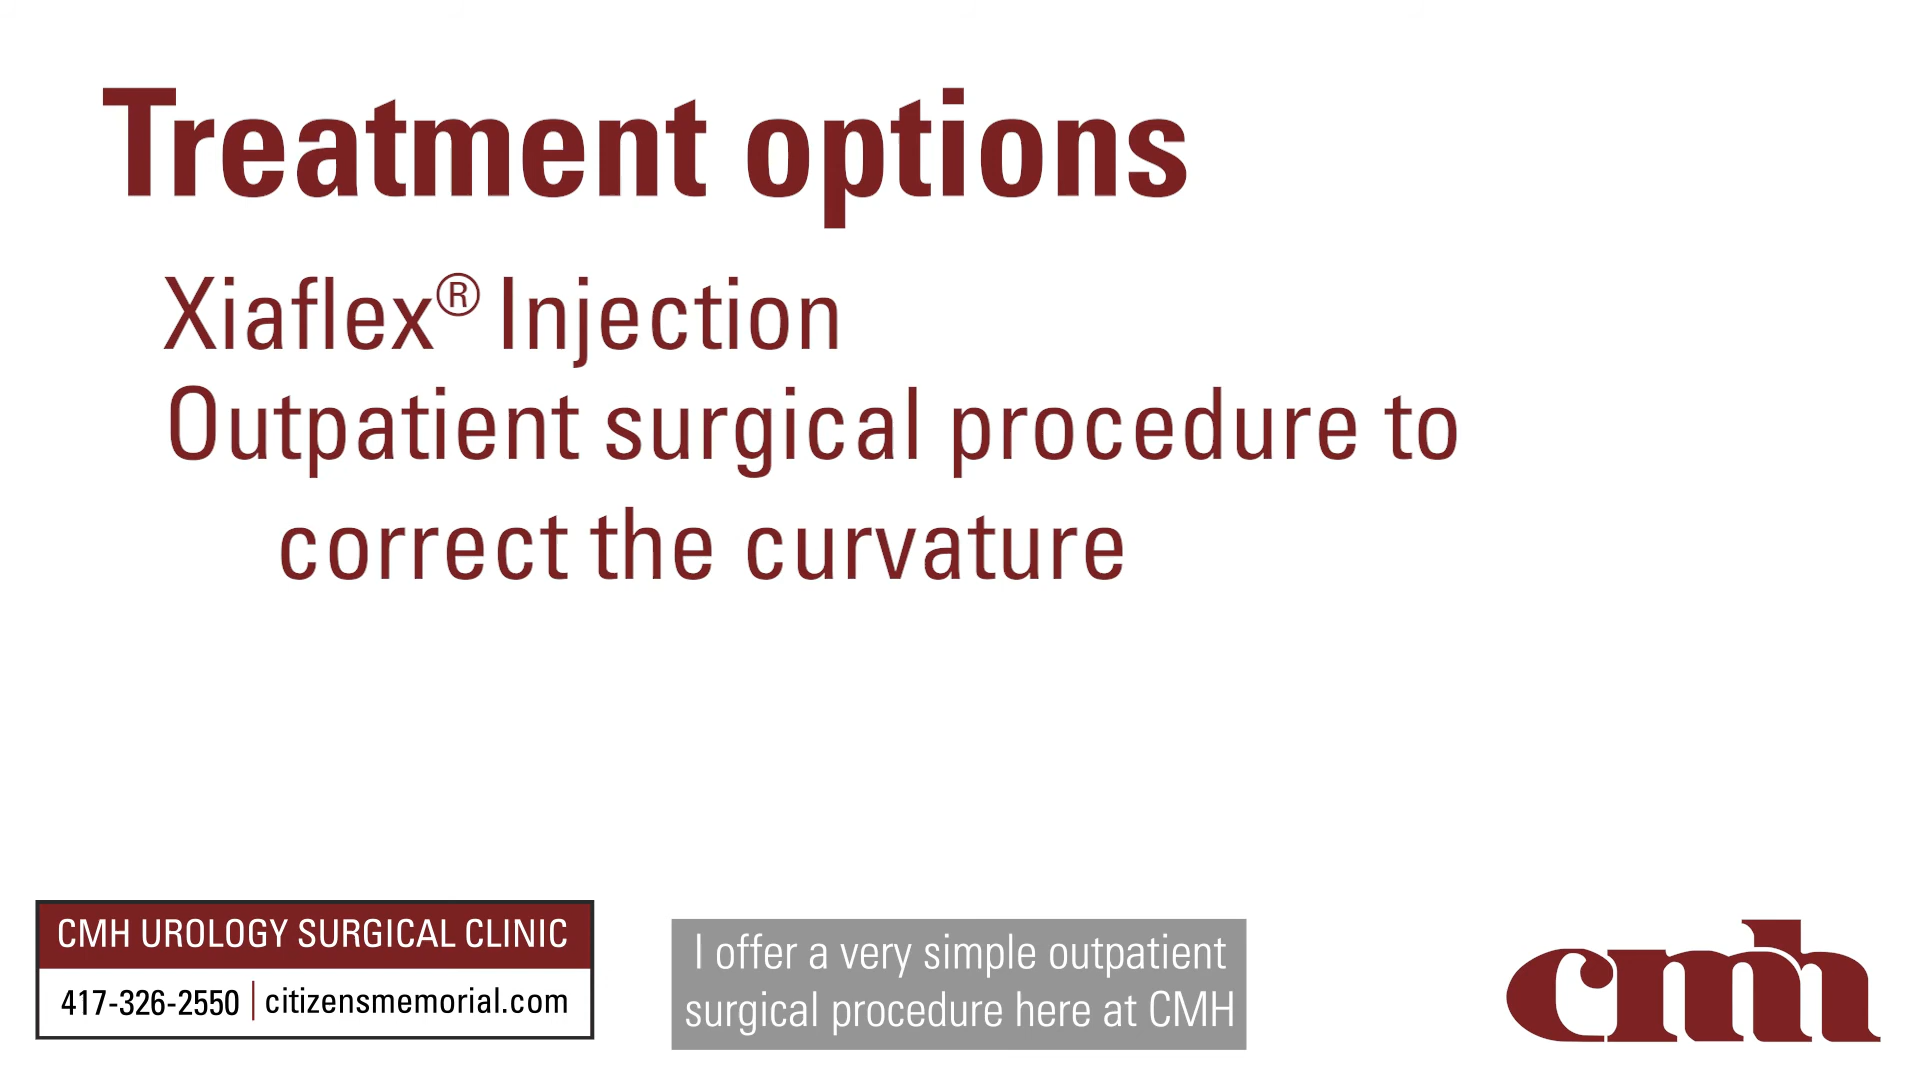 Treatment options
Xiaflex® Injection
Outpatient surgical procedure to
correct the curvature
CMH UROLOGY SURGICAL CLINIC
417-326-2550 | citizensmemorial.com
I offer a very simple outpatient
surgical procedure here at CMH
cmh